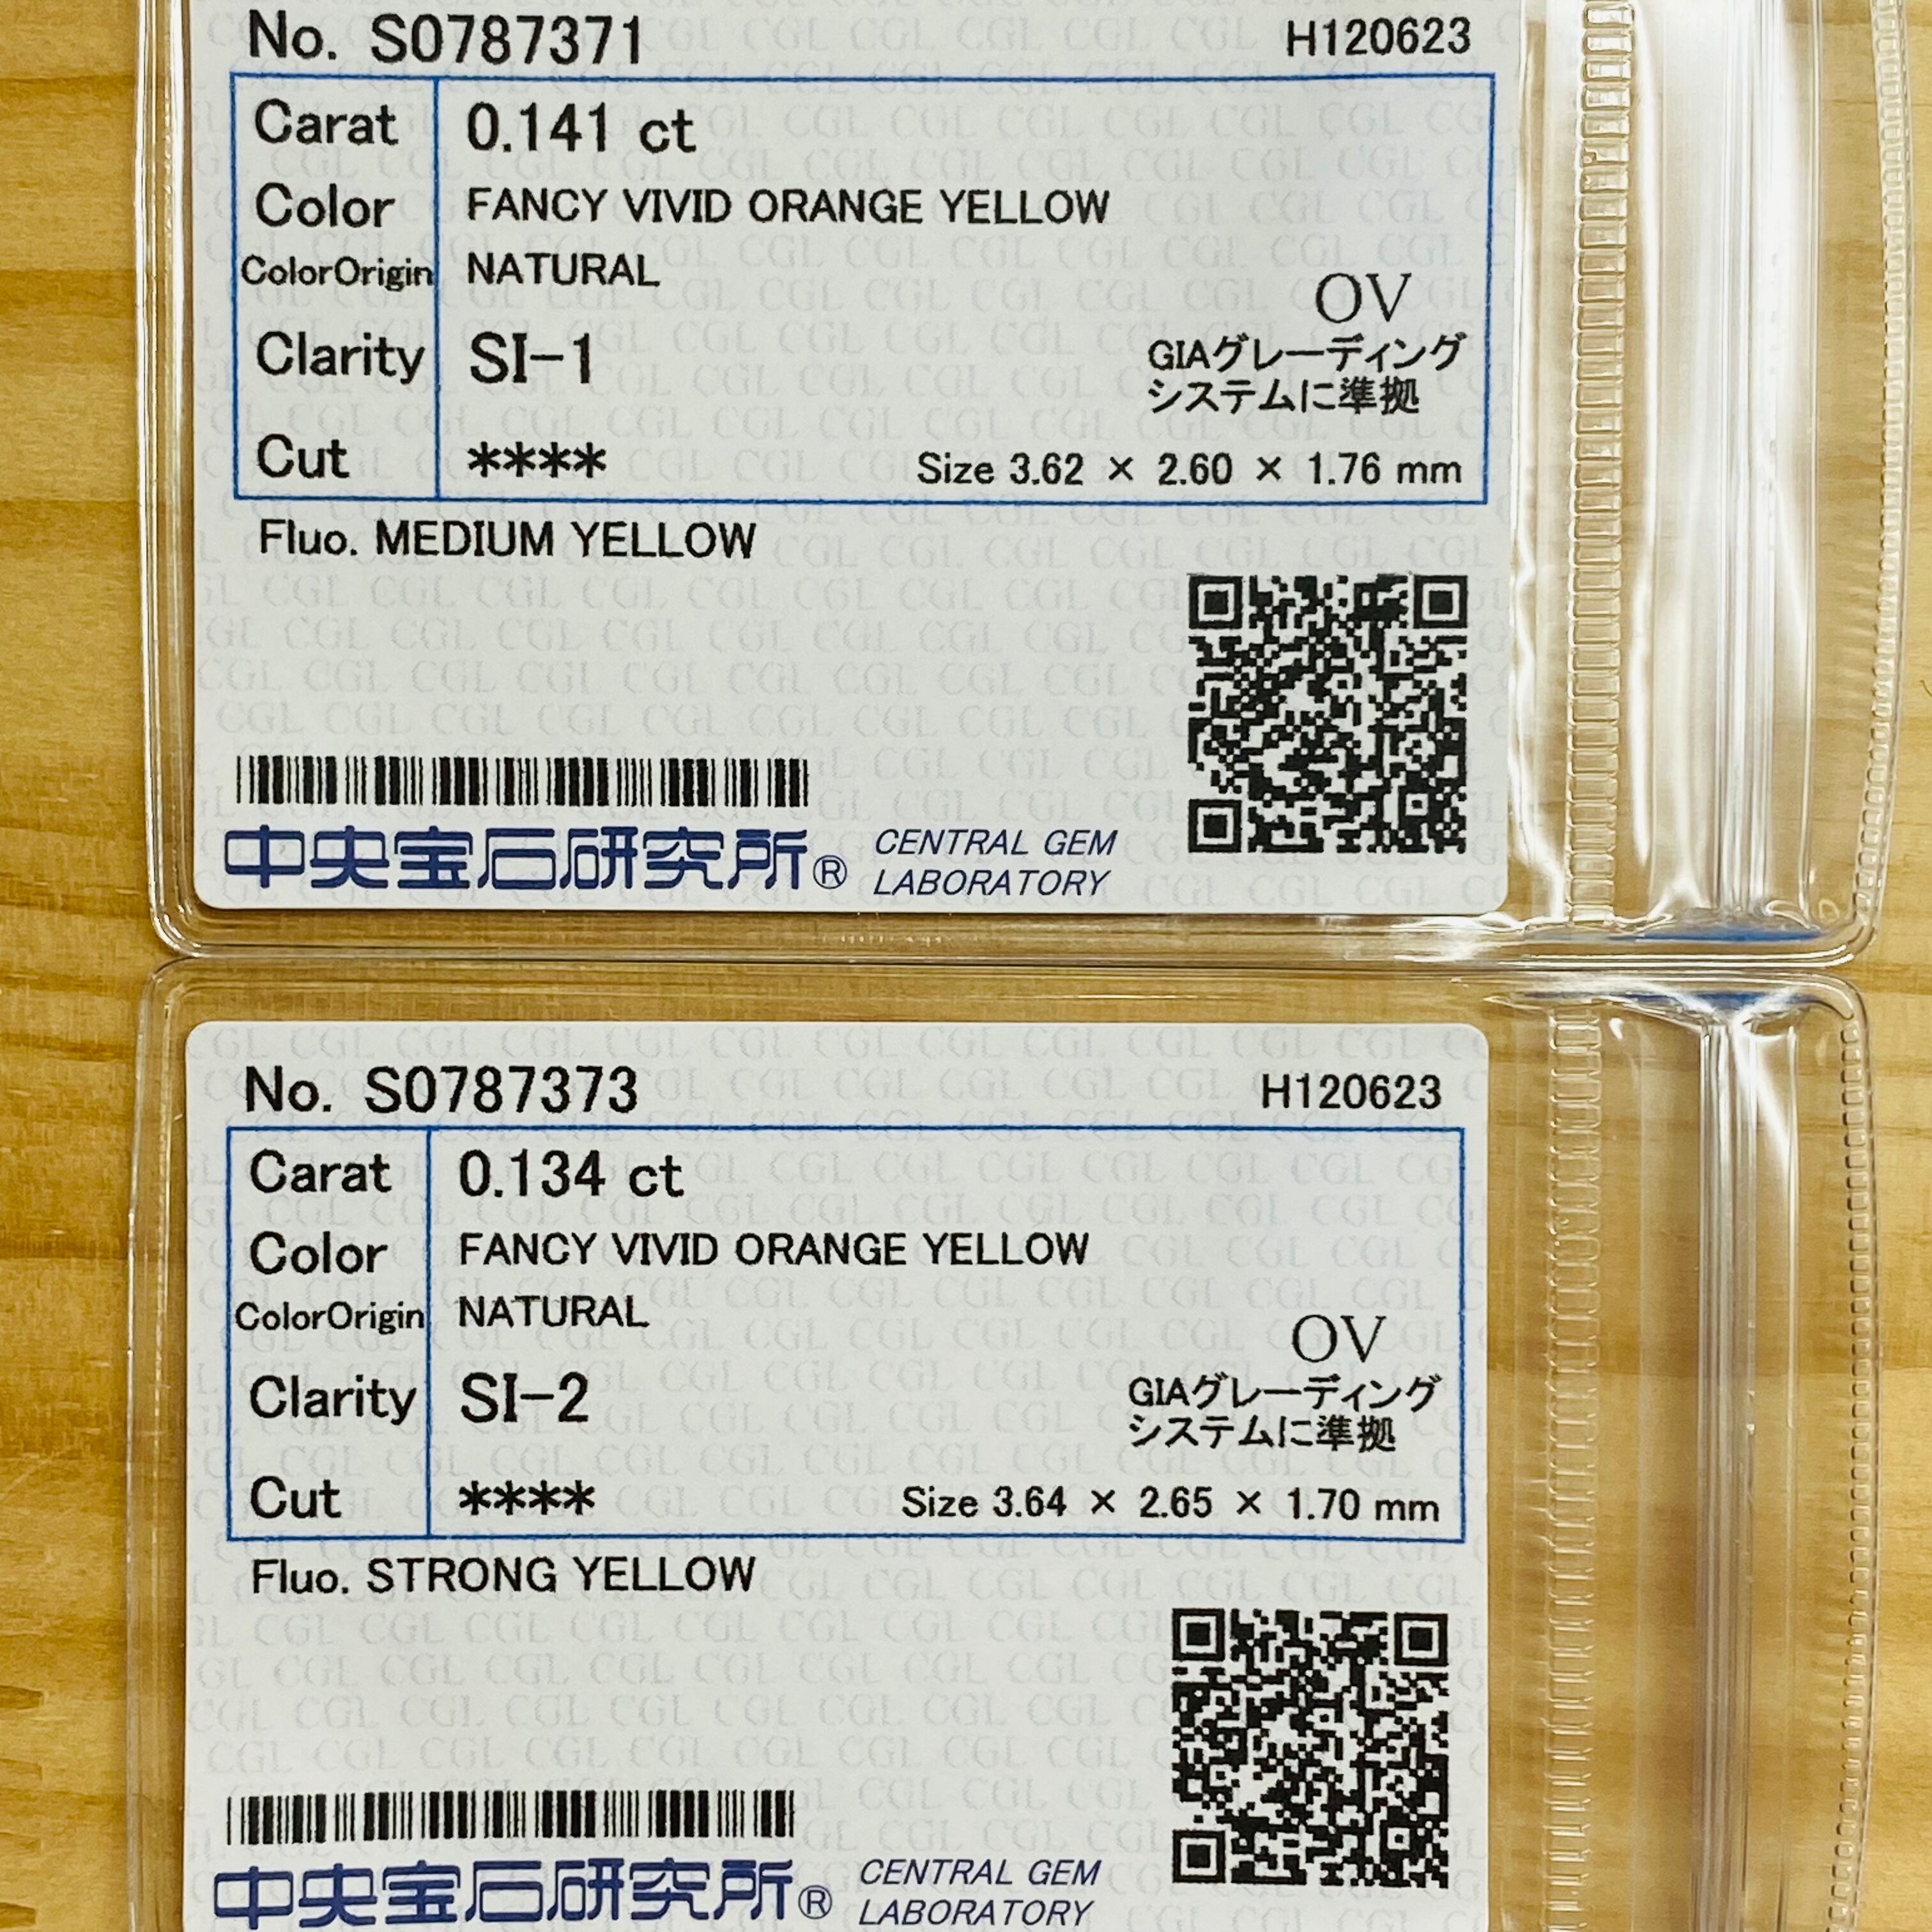 No. S0787371 H120623
Carat 0.141 ct
Color FANCY VIVID ORANGE YELLOW
ColorOrigin NATURAL
OV
Clarity SI-1 GIAグレーディング
システムに準拠
Cut **** Size 3.62 × 2.60 × 1.76 mm
Fluo. MEDIUM YELLOW
中央宝石研究所® CENTRAL GEM
LABORATORY
No. S0787373 H120623
Carat 0.134 ct
Color FANCY VIVID ORANGE YELLOW
ColorOrigin NATURAL
OV
Clarity SI-2 GIAグレーディング
システムに準拠
Cut **** Size 3.64 × 2.65 × 1.70 mm
Fluo. STRONG YELLOW
中央宝石研究所® CENTRAL GEM
LABORATORY